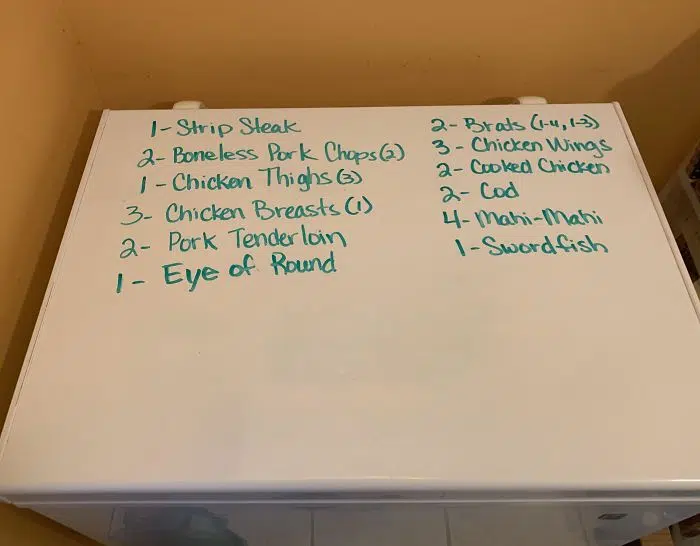 1- Strip Steak
2- Boneless Pork Chops (2)
1- Chicken Thighs (3)
3- Chicken Breasts (1)
2- Pork Tenderloin
1- Eye of Round
2- Brats (1-4, 1-3)
3- Chicken Wings
2- Cooked Chicken
2- Cod
4- Mahi-Mahi
1- Swordfish